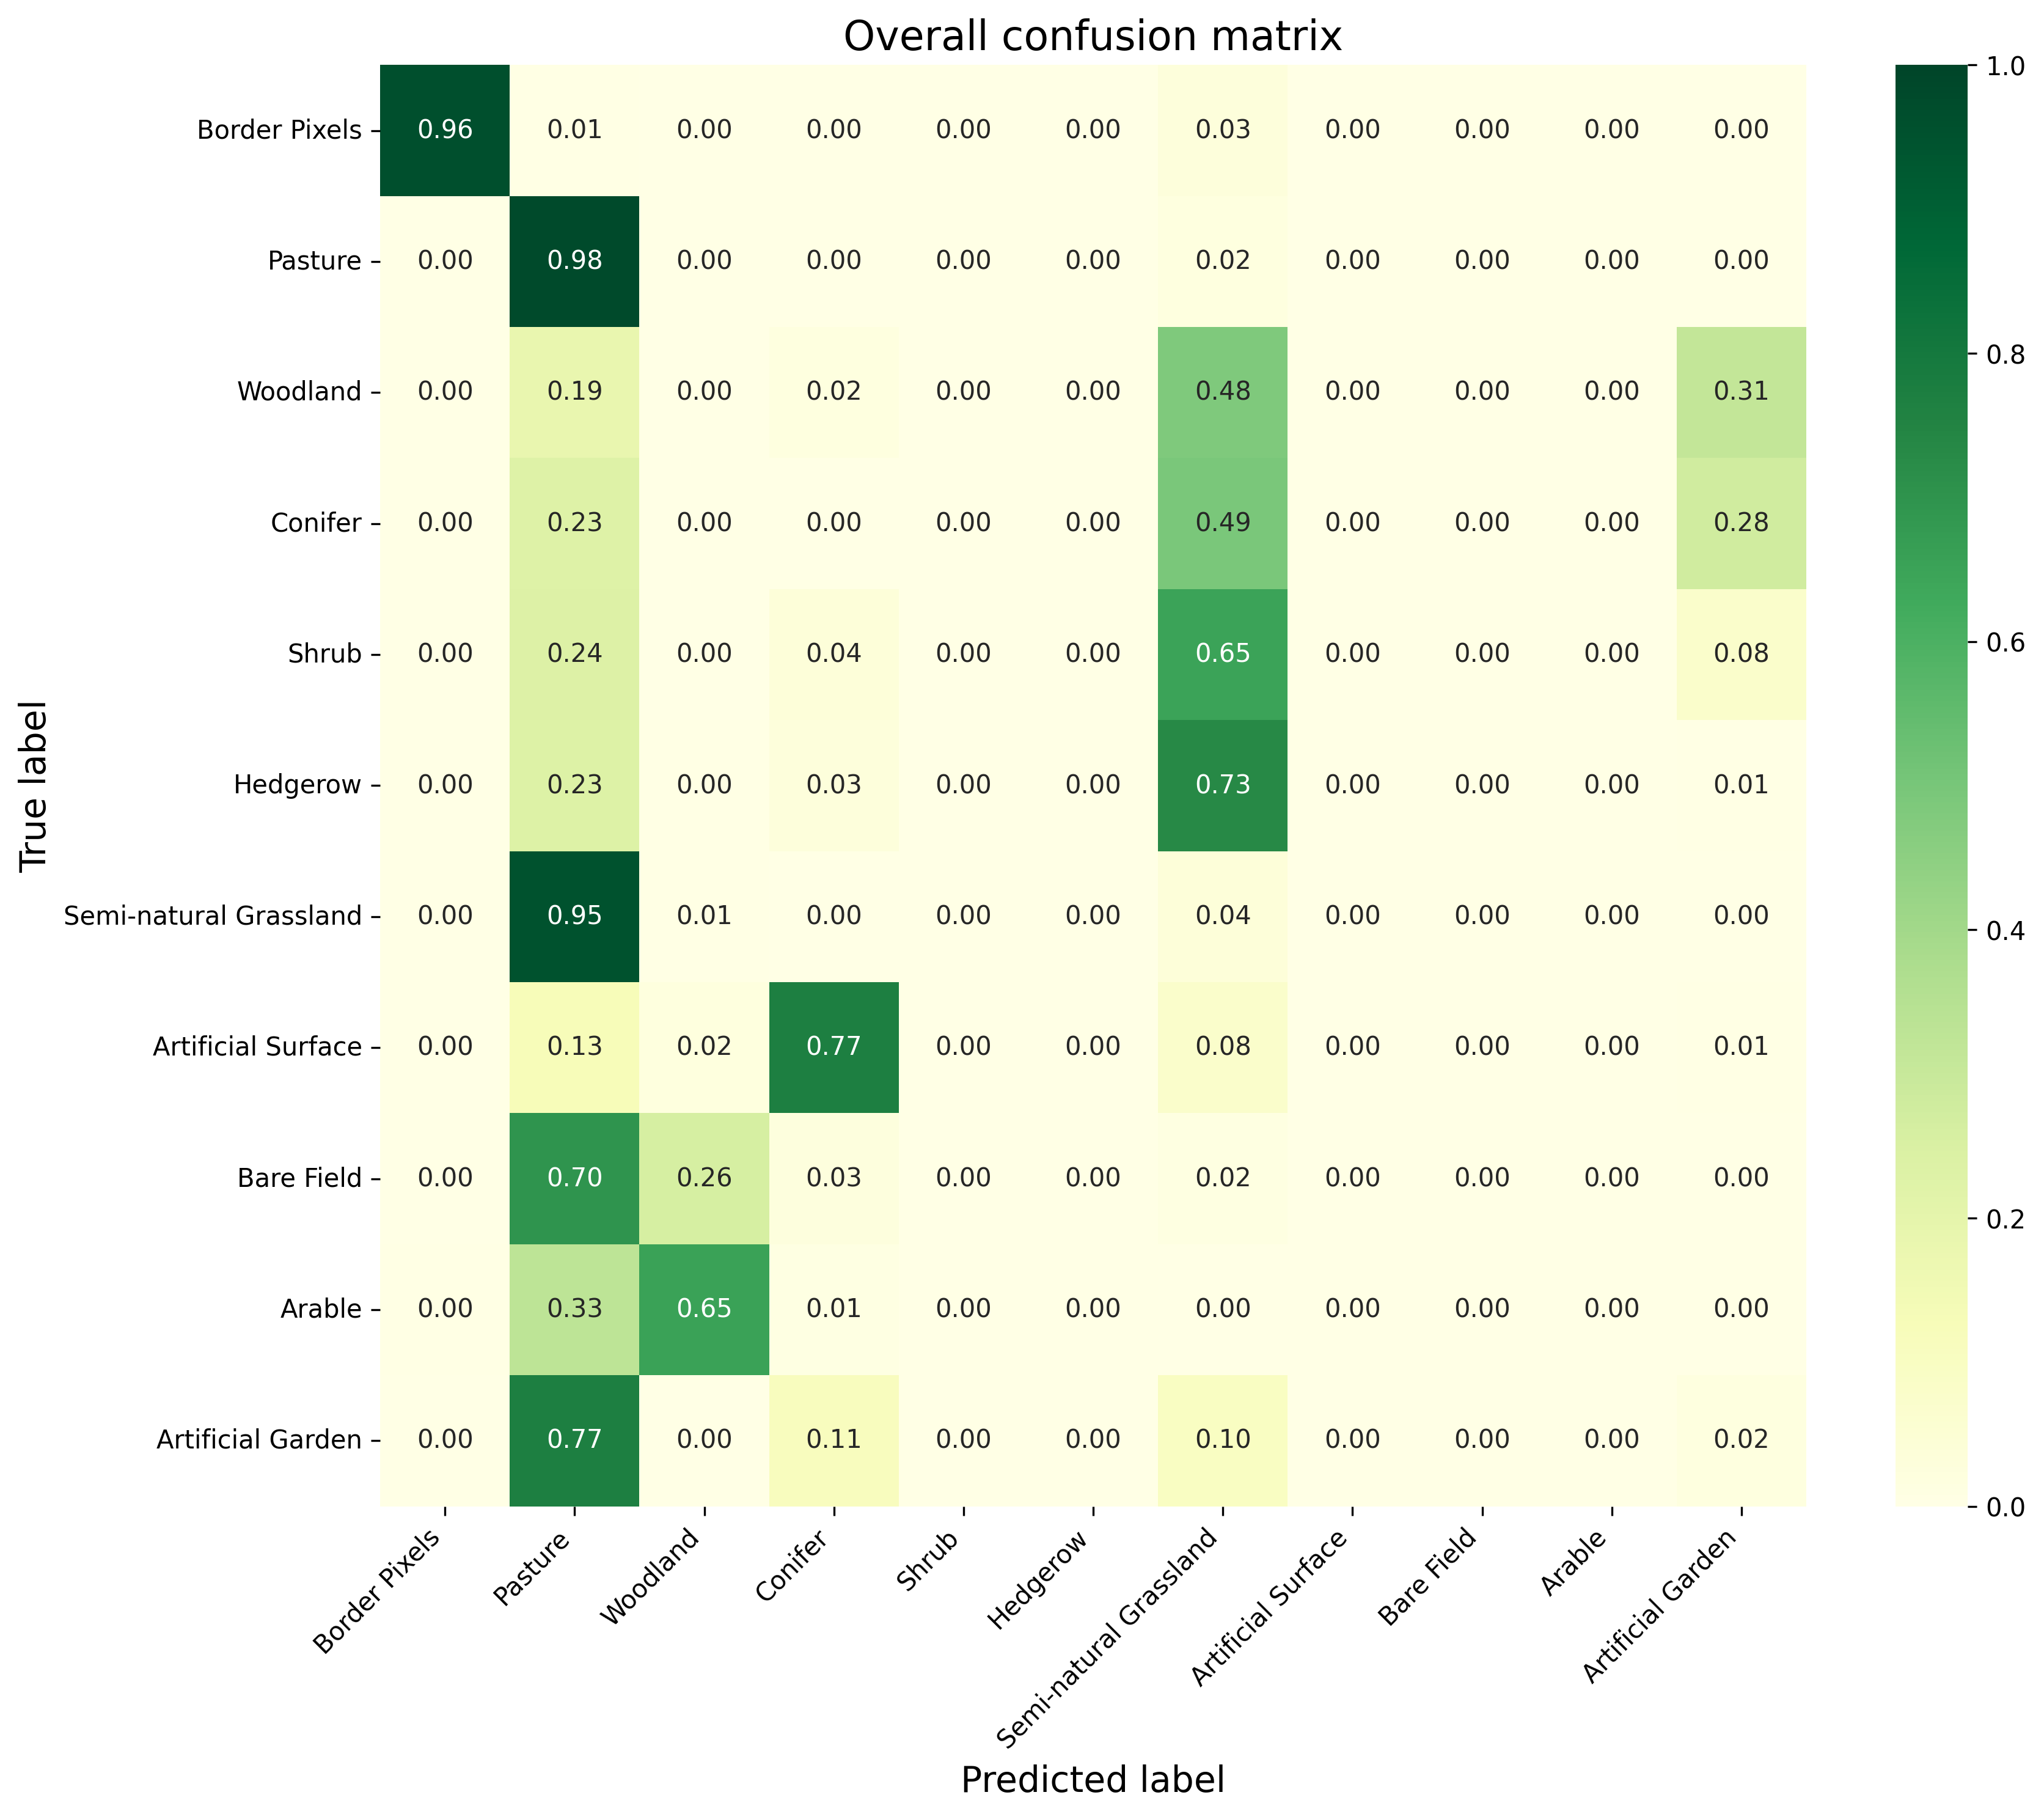 Overall confusion matrix
True label
Border Pixels 0.96 0.01 0.00 0.00 0.00 0.00 0.03 0.00 0.00 0.00 0.00
Pasture 0.00 0.98 0.00 0.00 0.00 0.00 0.02 0.00 0.00 0.00 0.00
Woodland 0.00 0.19 0.00 0.02 0.00 0.00 0.48 0.00 0.00 0.00 0.31
Conifer 0.00 0.23 0.00 0.00 0.00 0.00 0.49 0.00 0.00 0.00 0.28
Shrub 0.00 0.24 0.00 0.04 0.00 0.00 0.65 0.00 0.00 0.00 0.08
Hedgerow 0.00 0.23 0.00 0.03 0.00 0.00 0.73 0.00 0.00 0.00 0.01
Semi-natural Grassland 0.00 0.95 0.01 0.00 0.00 0.00 0.04 0.00 0.00 0.00 0.00
Artificial Surface 0.00 0.13 0.02 0.77 0.00 0.00 0.08 0.00 0.00 0.00 0.01
Bare Field 0.00 0.70 0.26 0.03 0.00 0.00 0.02 0.00 0.00 0.00 0.00
Arable 0.00 0.33 0.65 0.01 0.00 0.00 0.00 0.00 0.00 0.00 0.00
Artificial Garden 0.00 0.77 0.00 0.11 0.00 0.00 0.10 0.00 0.00 0.00 0.02
Border Pixels
Pasture
Woodland
Conifer
Shrub
Hedgerow
Semi-natural Grassland
Artificial Surface
Bare Field
Arable
Artificial Garden
Predicted label
1.0
0.8
0.6
0.4
0.2
0.0